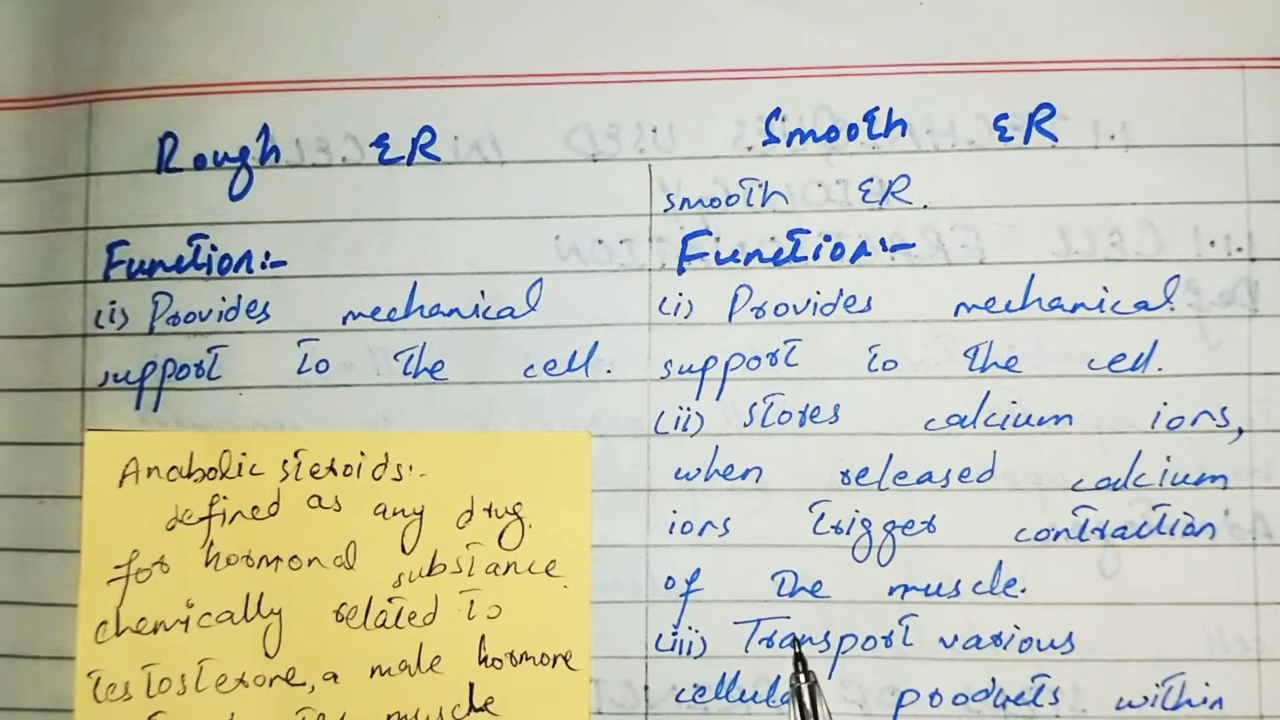 Rough ER
Function:-
(i) Provides mechanical
support to the cell.
Anabolic steroids:-
defined as any drug.
for hormonal substance
chemically related to
testosterone, a male hormone
muscle
Smooth ER
smooth ER.
Function:-
(i) Provides mechanical
support to the cell.
(ii) stores calcium ions,
when released calcium
ions trigger contraction
of the muscle.
(iii) Transport various
cellular products within